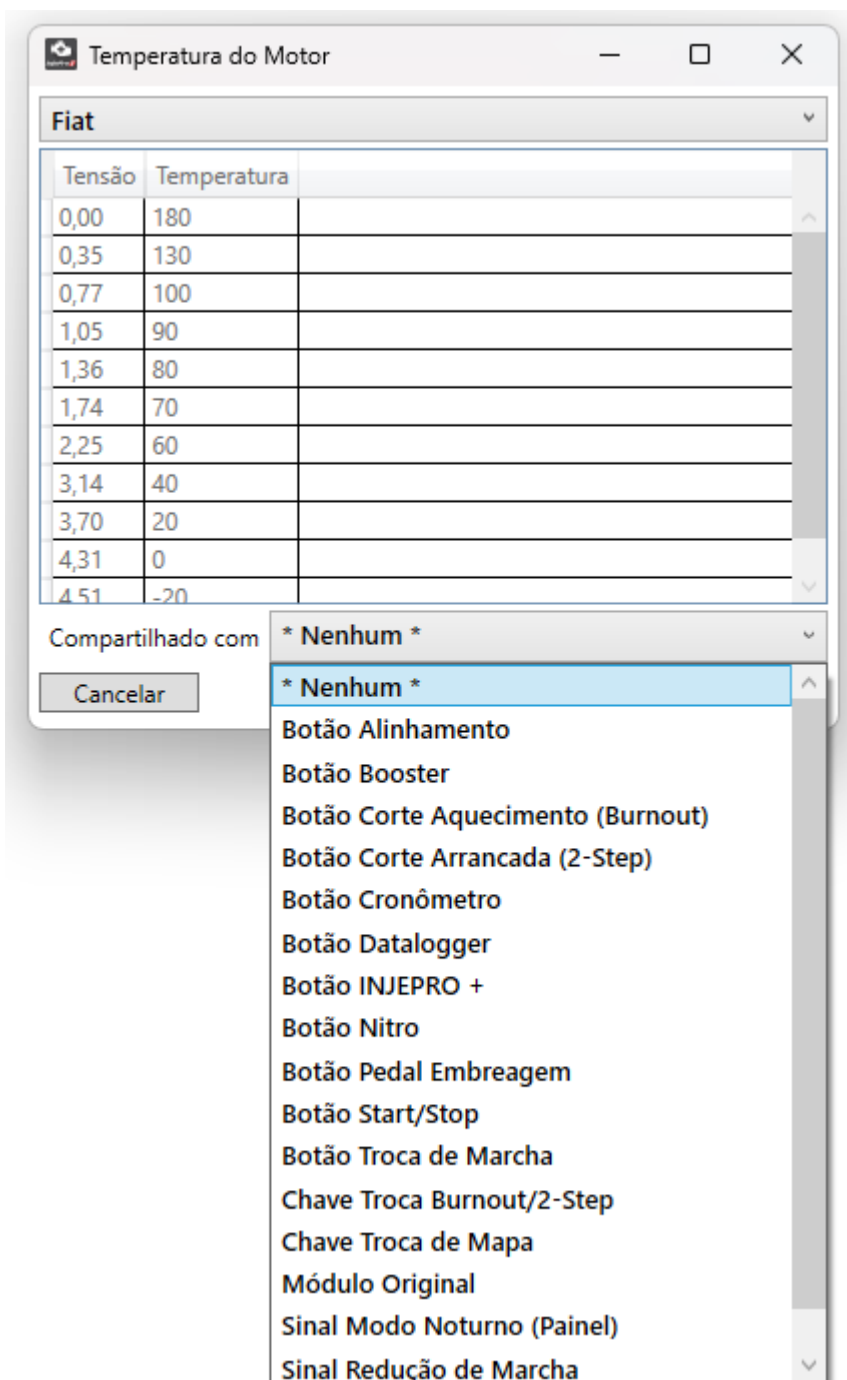 Temperatura do Motor
Fiat
Tensão Temperatura
0,00 180
0,35 130
0,77 100
1,05 90
1,36 80
1,74 70
2,25 60
3,14 40
3,70 20
4,31 0
4,51 -20
Compartilhado com * Nenhum *
Cancelar
* Nenhum *
Botão Alinhamento
Botão Booster
Botão Corte Aquecimento (Burnout)
Botão Corte Arrancada (2-Step)
Botão Cronômetro
Botão Datalogger
Botão INJEPRO +
Botão Nitro
Botão Pedal Embreagem
Botão Start/Stop
Botão Troca de Marcha
Chave Troca Burnout/2-Step
Chave Troca de Mapa
Módulo Original
Sinal Modo Noturno (Painel)
Sinal Redução de Marcha